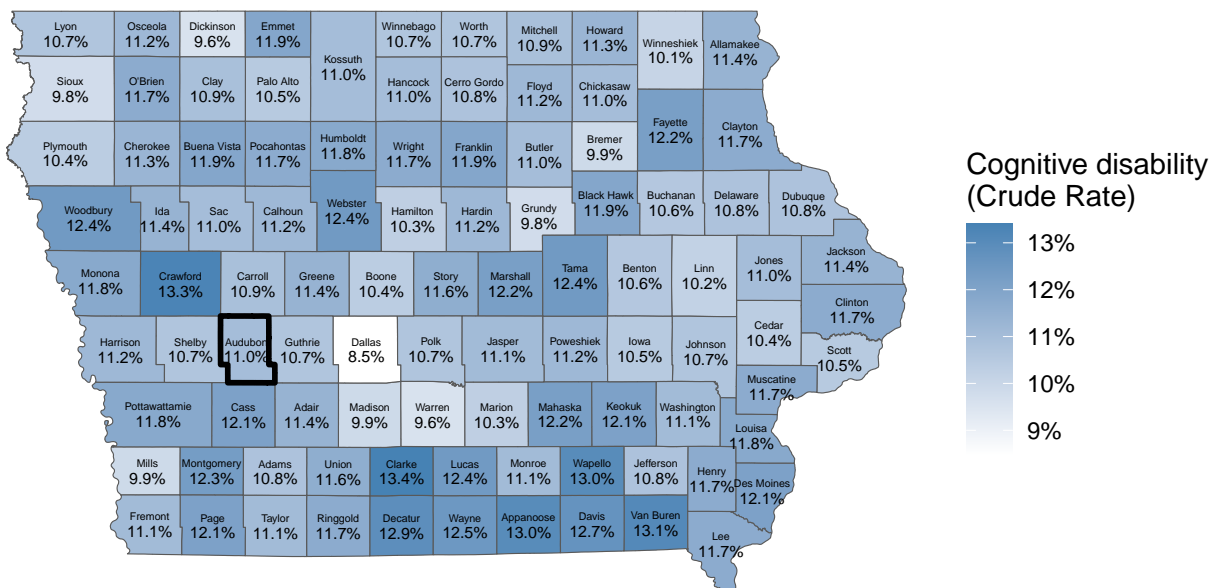 Lyon
10.7%
Osceola
11.2%
Dickinson
9.6%
Emmet
11.9%
Kossuth
11.0%
Winnebago
10.7%
Worth
10.7%
Mitchell
10.9%
Howard
11.3%
Winneshiek
10.1%
Allamakee
11.4%
Sioux
9.8%
O'Brien
11.7%
Clay
10.9%
Palo Alto
10.5%
Hancock
11.0%
Cerro Gordo
10.8%
Floyd
11.2%
Chickasaw
11.0%
Fayette
12.2%
Clayton
11.7%
Plymouth
10.4%
Cherokee
11.3%
Buena Vista
11.9%
Pocahontas
11.7%
Humboldt
11.8%
Wright
11.7%
Franklin
11.9%
Butler
11.0%
Bremer
9.9%
Woodbury
12.4%
Ida
11.4%
Sac
11.0%
Calhoun
11.2%
Webster
12.4%
Hamilton
10.3%
Hardin
11.2%
Grundy
9.8%
Black Hawk
11.9%
Buchanan
10.6%
Delaware
10.8%
Dubuque
10.8%
Monona
11.8%
Crawford
13.3%
Carroll
10.9%
Greene
11.4%
Boone
10.4%
Story
11.6%
Marshall
12.2%
Tama
12.4%
Benton
10.6%
Linn
10.2%
Jones
11.0%
Jackson
11.4%
Clinton
11.7%
Harrison
11.2%
Shelby
10.7%
Audubon
11.0%
Guthrie
10.7%
Dallas
8.5%
Polk
10.7%
Jasper
11.1%
Poweshiek
11.2%
Iowa
10.5%
Johnson
10.7%
Cedar
10.4%
Scott
10.5%
Muscatine
11.7%
Pottawattamie
11.8%
Cass
12.1%
Adair
11.4%
Madison
9.9%
Warren
9.6%
Marion
10.3%
Mahaska
12.2%
Keokuk
12.1%
Washington
11.1%
Louisa
11.8%
Mills
9.9%
Montgomery
12.3%
Adams
10.8%
Union
11.6%
Clarke
13.4%
Lucas
12.4%
Monroe
11.1%
Wapello
13.0%
Jefferson
10.8%
Henry
11.7%
Des Moines
12.1%
Fremont
11.1%
Page
12.1%
Taylor
11.1%
Ringgold
11.7%
Decatur
12.9%
Wayne
12.5%
Appanoose
13.0%
Davis
12.7%
Van Buren
13.1%
Lee
11.7%
Cognitive disability
(Crude Rate)
13%
12%
11%
10%
9%